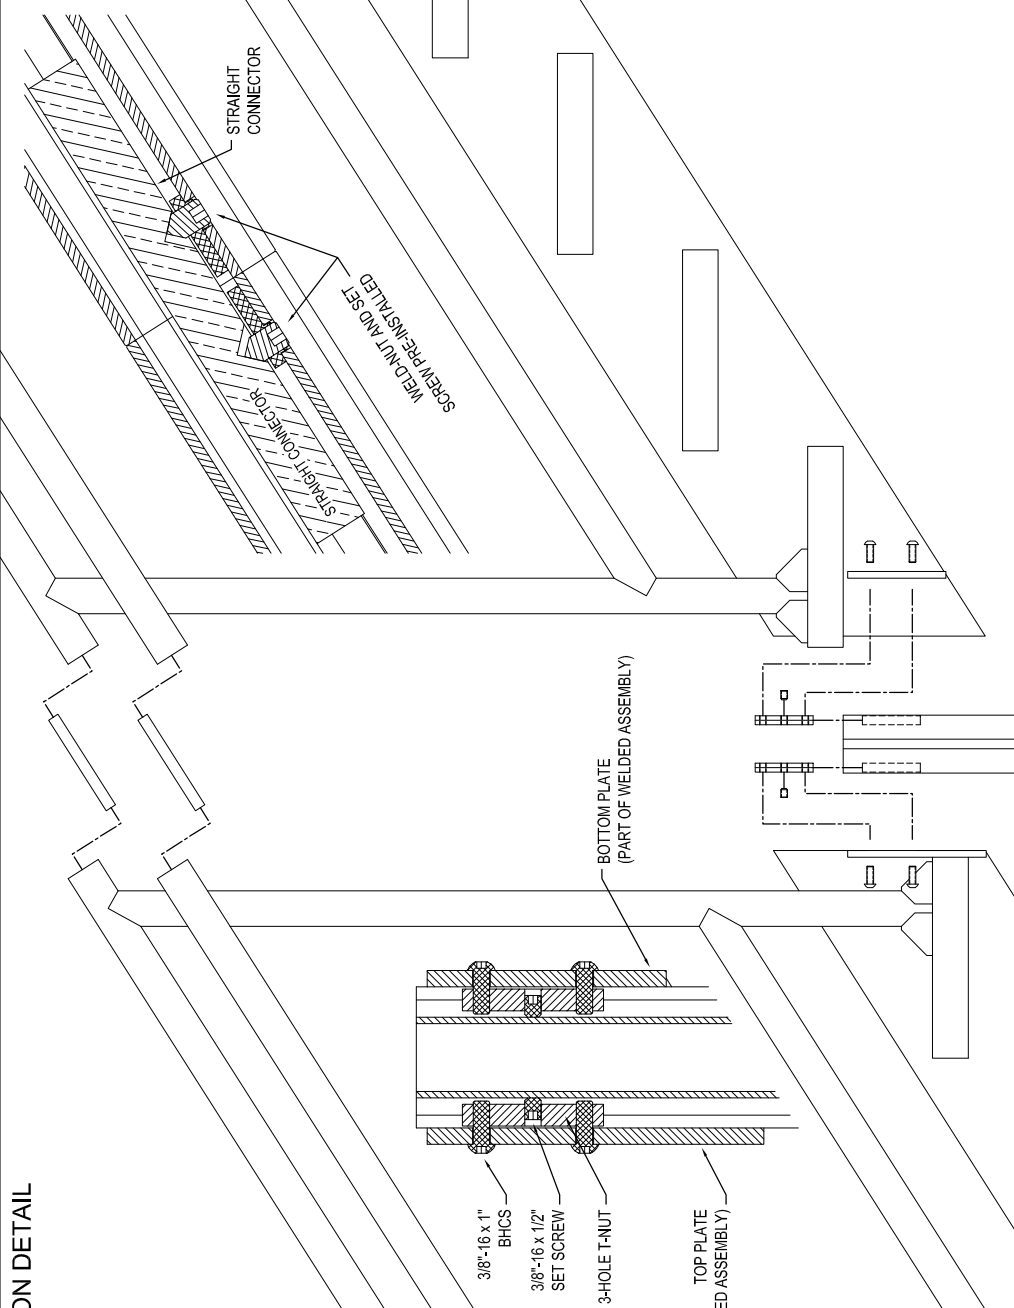 ON DETAIL
STRAIGHT
CONNECTOR
WELD-NUT AND SET
SCREW PRE-INSTALLED
STRAIGHT CONNECTOR
BOTTOM PLATE
(PART OF WELDED ASSEMBLY)
3/8"-16 x 1"
BHCS
3/8"-16 x 1/2"
SET SCREW
3-HOLE T-NUT
TOP PLATE
ED ASSEMBLY)